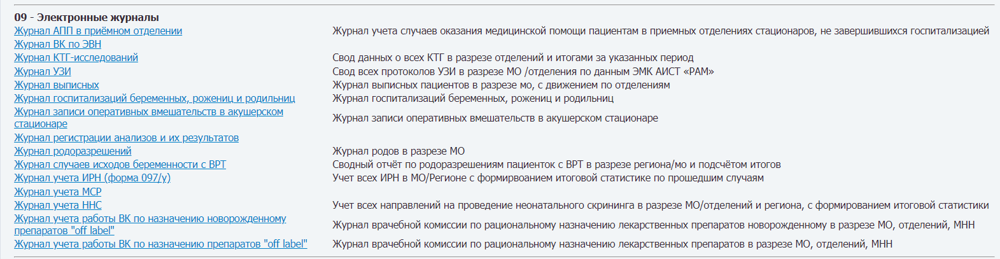 09 - Электронные журналы
Журнал АПП в приёмном отделении Журнал учета случаев оказания медицинской помощи пациентам в приемных отделениях стационаров, не завершившихся госпитализацией
Журнал ВК по ЭВН
Журнал КТГ-исследований Свод данных о всех КТГ в разрезе отделений и итогами за указанных период
Журнал УЗИ Свод всех протоколов УЗИ в разрезе МО /отделения по данным ЭМК АИСТ «РАМ»
Журнал выписных Журнал выписных пациентов в разрезе мо, с движением по отделениям
Журнал госпитализаций беременных, рожениц и родильниц Журнал госпитализаций беременных, рожениц и родильниц
Журнал записи оперативных вмешательств в акушерском
стационаре
Журнал записи оперативных вмешательств в акушерском стационаре
Журнал регистрации анализов и их результатов
Журнал родоразрешений Журнал родов в разрезе МО
Журнал случаев исходов беременности с ВРТ Сводный отчёт по родоразрешениям пациенток с ВРТ в разрезе региона/мо и подсчётом итогов
Журнал учета ИРН (форма 097/у) Учет всех ИРН в МО/Регионе с формирвоанием итоговой статистике по прошедшим случаям
Журнал учета МСР
Журнал учета ННС Учет всех направлений на проведение неонатального скрининга в разрезе МО/отделений и региона, с формированием итоговой статистики
Журнал учета работы ВК по назначению новорожденному
препаратов "off label"
Журнал врачебной комиссии по рациональному назначению лекарственных препаратов новорожденному в разрезе МО, отделений, МНН
Журнал учета работы ВК по назначению препаратов "off label" Журнал врачебной комиссии по рациональному назначению лекарственных препаратов в разрезе МО, отделений, МНН